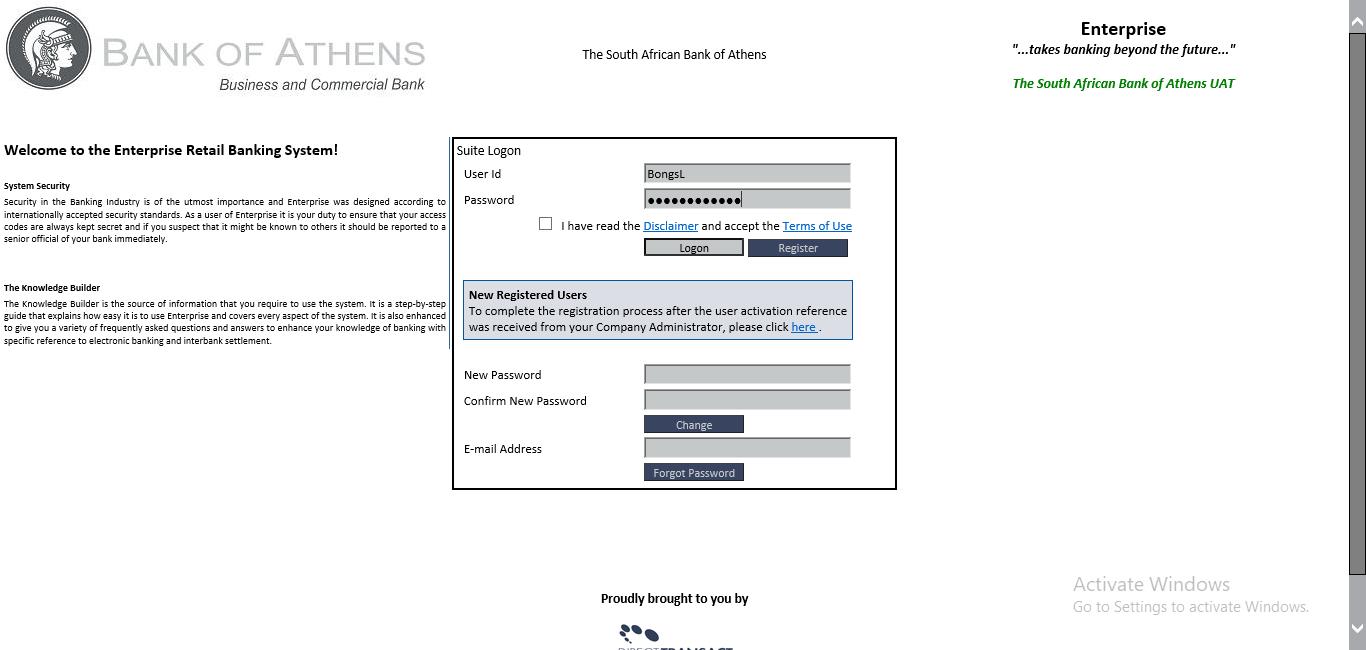 BANK OF ATHENS
Business and Commercial Bank
The South African Bank of Athens
Enterprise
"...takes banking beyond the future..."
The South African Bank of Athens UAT
Welcome to the Enterprise Retail Banking System!
System Security
Security in the Banking Industry is of the utmost importance and Enterprise was designed according to
internationally accepted security standards. As a user of Enterprise it is your duty to ensure that your access
codes are always kept secret and if you suspect that it might be known to others it should be reported to a
senior official of your bank immediately.
The Knowledge Builder
The Knowledge Builder is the source of information that you require to use the system. It is a step-by-step
guide that explains how easy it is to use Enterprise and covers every aspect of the system. It is also enhanced
to give you a variety of frequently asked questions and answers to enhance your knowledge of banking with
specific reference to electronic banking and interbank settlement.
Suite Logon
User Id BongsL
Password ●●●●●●●●●●●●
I have read the Disclaimer and accept the Terms of Use
Logon Register
New Registered Users
To complete the registration process after the user activation reference
was received from your Company Administrator, please click here .
New Password
Confirm New Password
Change
E-mail Address
Forgot Password
Proudly brought to you by
DIRECTTRANSACT
Activate Windows
Go to Settings to activate Windows.